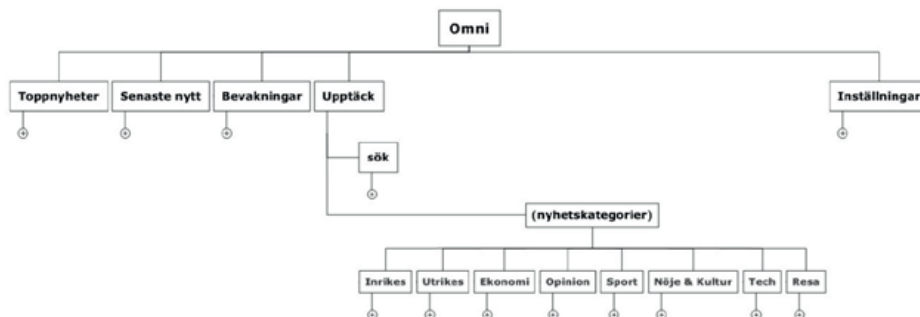 Omni
Toppnyheter
Senaste nytt
Bevakningar
Upptäck
Inställningar
sök
(nyhetskategorier)
Inrikes
Utrikes
Ekonomi
Opinion
Sport
Nöje & Kultur
Tech
Resa